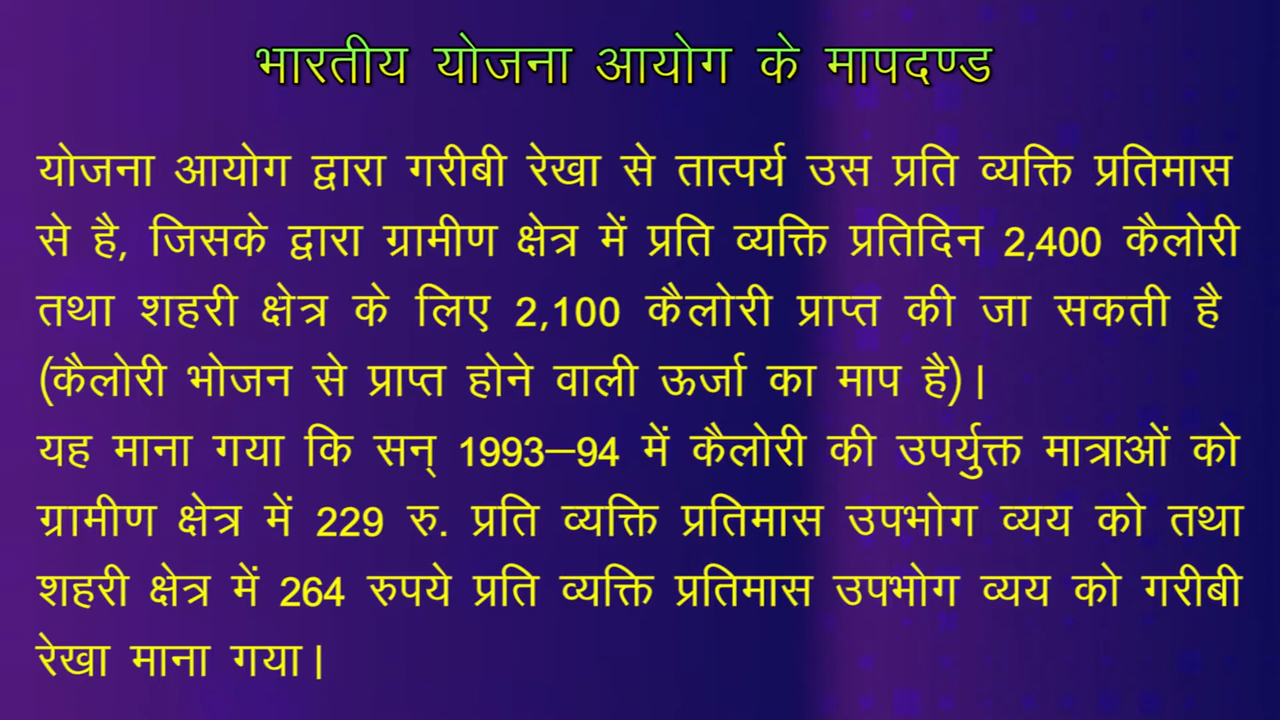 भारतीय योजना आयोग के मापदण्ड
योजना आयोग द्वारा गरीबी रेखा से तात्पर्य उस प्रति व्यक्ति प्रतिमास
से है, जिसके द्वारा ग्रामीण क्षेत्र में प्रति व्यक्ति प्रतिदिन 2,400 कैलोरी
तथा शहरी क्षेत्र के लिए 2,100 कैलोरी प्राप्त की जा सकती है
(कैलोरी भोजन से प्राप्त होने वाली ऊर्जा का माप है)।
यह माना गया कि सन् 1993–94 में कैलोरी की उपर्युक्त मात्राओं को
ग्रामीण क्षेत्र में 229 रु. प्रति व्यक्ति प्रतिमास उपभोग व्यय को तथा
शहरी क्षेत्र में 264 रुपये प्रति व्यक्ति प्रतिमास उपभोग व्यय को गरीबी
रेखा माना गया।